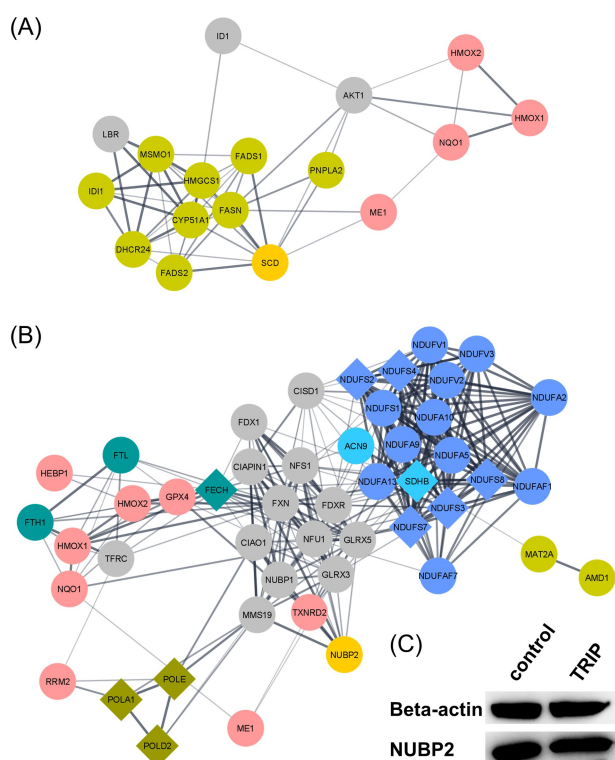 (A)
ID1
HMOX2
AKT1
HMOX1
LBR
NQO1
MSMO1
FADS1
HMGCS1
PNPLA2
IDI1
CYP51A1
FASN
ME1
DHCR24
FADS2
SCD
(B)
NDUFV1
NDUFV3
NDUFS2
NDUFS4
NDUFV2
CISD1
NDUFA2
FDX1
NDUFS1
NDUFA10
ACN9
NDUFA9
NDUFA5
FTL
CIAPIN1
NFS1
HEBP1
NDUFA13
SDHB
NDUFS8
NDUFAF1
HMOX2
GPX4
FECH
FXN
FDXR
NDUFS3
FTH1
NDUFS7
HMOX1
CIAO1
NFU1
GLRX5
TFRC
MAT2A
NQO1
NUBP1
GLRX3
NDUFAF7
AMD1
MMS19
TXNRD2
NUBP2
RRM2
POLE
POLA1
ME1
POLD2
(C)
control
TRIP
Beta-actin
NUBP2